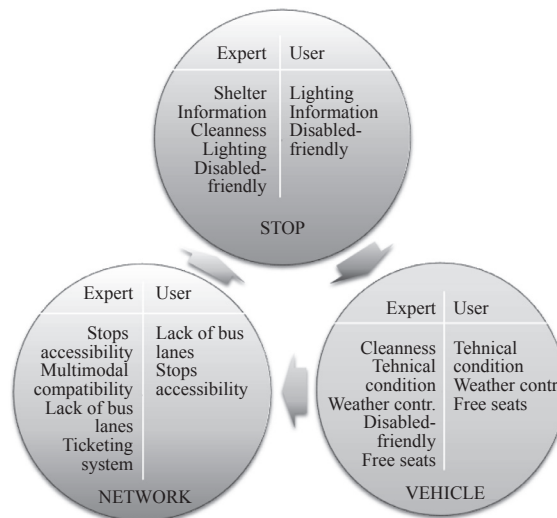 Expert User
Shelter
Information
Cleanness
Lighting
Disabled-
friendly
Lighting
Information
Disabled-
friendly
STOP
Expert User
Stops
accessibility
Multimodal
compatibility
Lack of bus
lanes
Ticketing
system
Lack of bus
lanes
Stops
accessibility
NETWORK
Expert User
Cleanness
Tehnical
condition
Weather contr.
Disabled-
friendly
Free seats
Tehnical
condition
Weather contr.
Free seats
VEHICLE